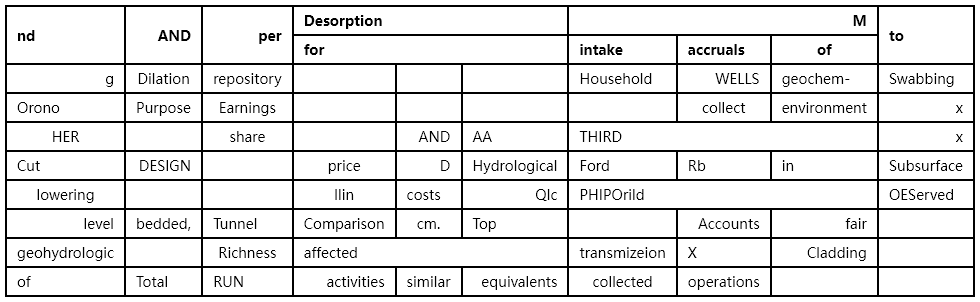 nd AND per Desorption M to
for intake accruals of
g Dilation repository Household WELLS geochem- Swabbing
Orono Purpose Earnings collect environment x
HER share AND AA THIRD x
Cut DESIGN price D Hydrological Ford Rb in Subsurface
lowering Ilin costs QIc PHIPOrild OEServed
level bedded, Tunnel Comparison cm. Top Accounts fair
geohydrologic Richness affected transmizeion X Cladding
of Total RUN activities similar equivalents collected operations